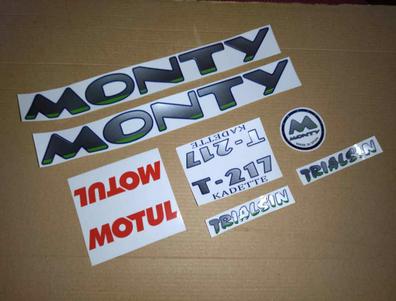 MONTY
MONTY
M
MONTY
KADETTE
T-217
T-217
KADETTE
MOTUL
MOTUL
TRIALSIN
TRIALSIN